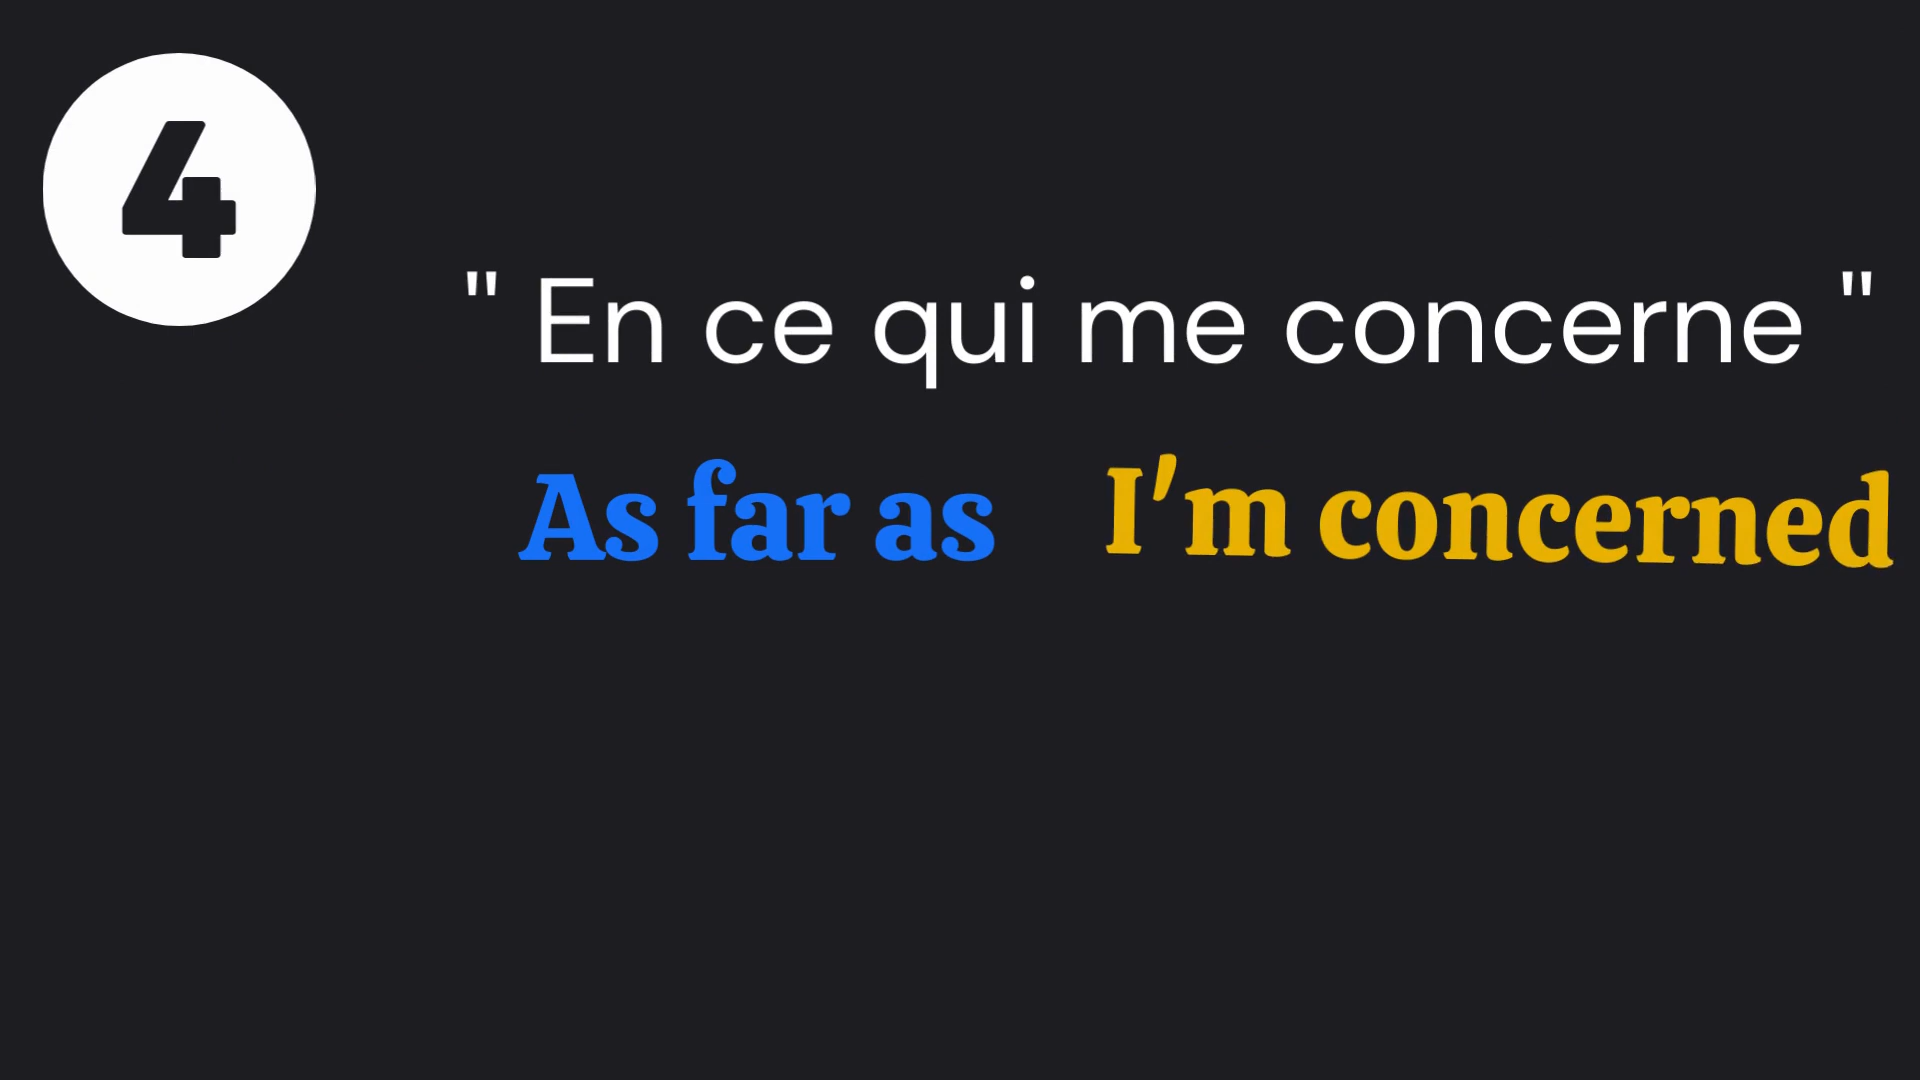 4
" En ce qui me concerne "
As far as I'm concerned